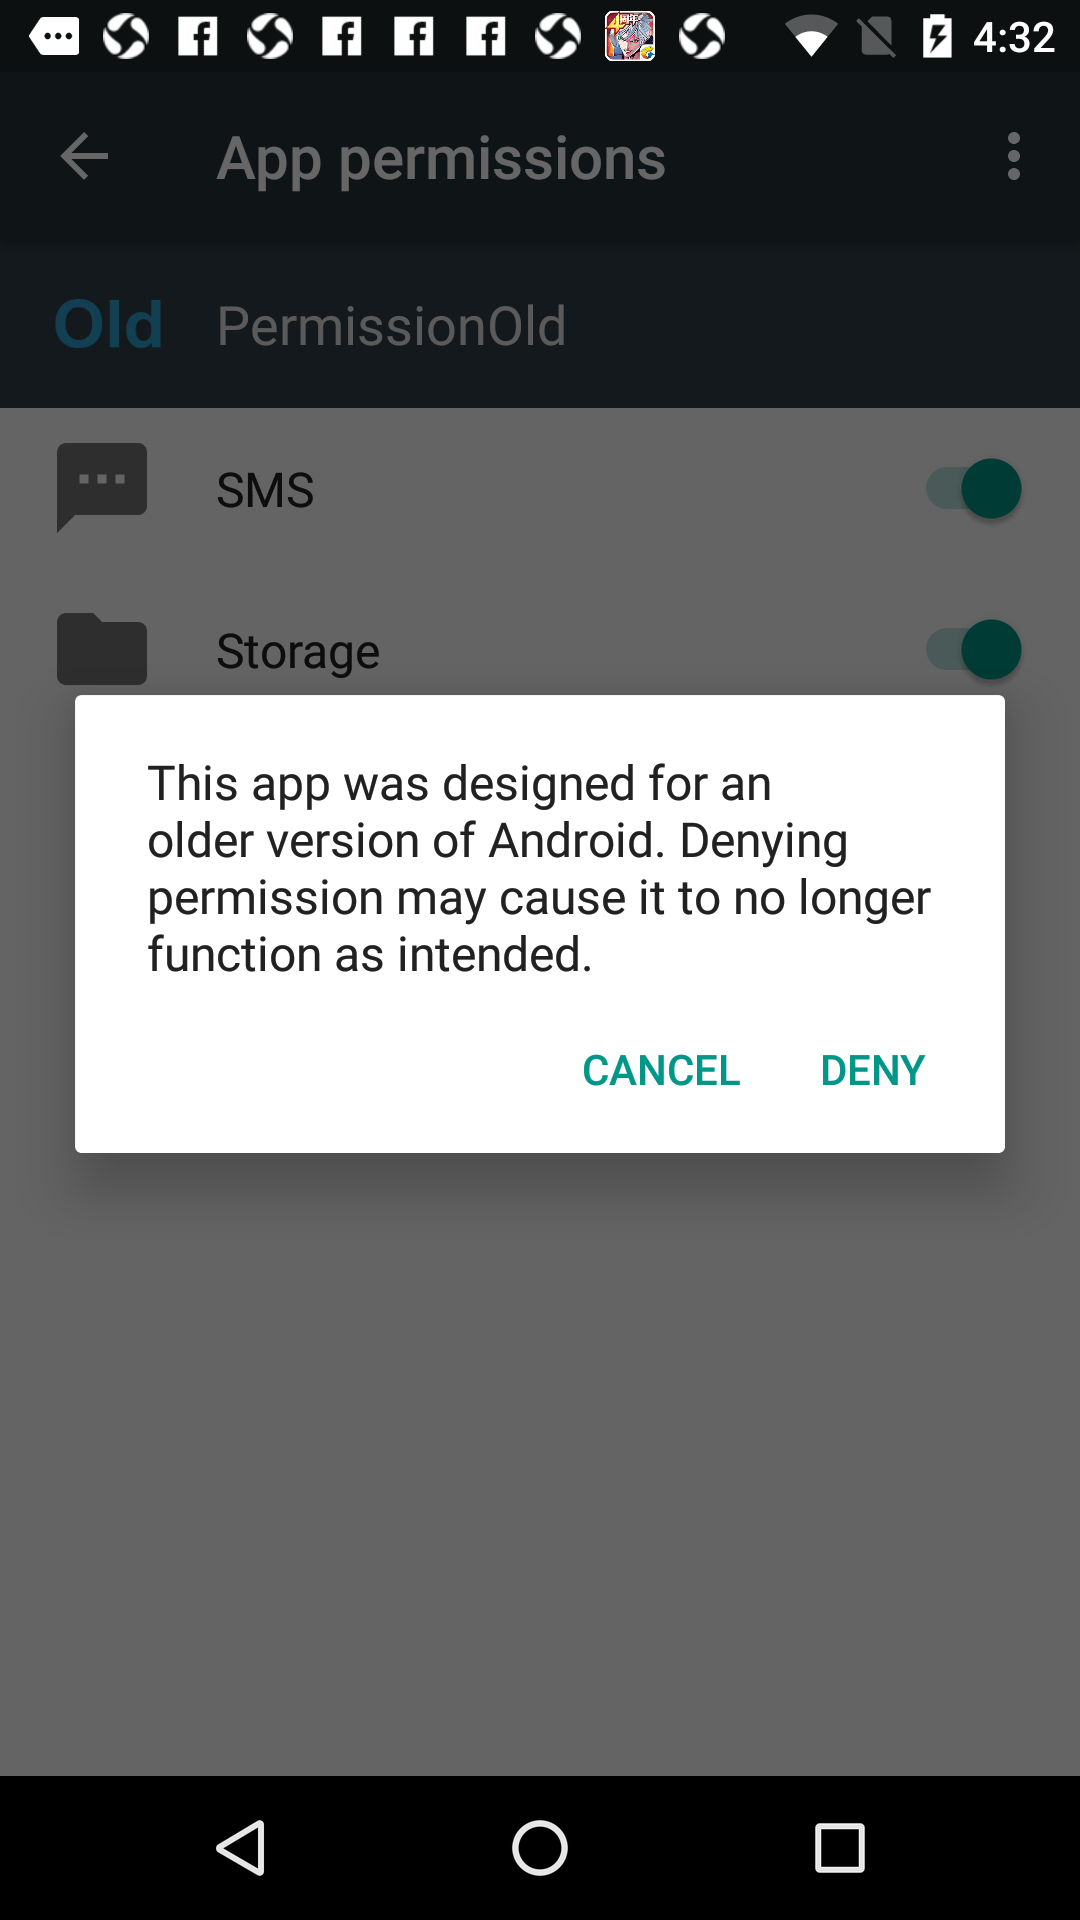 4:32
App permissions
Old PermissionOld
SMS
Storage
This app was designed for an
older version of Android. Denying
permission may cause it to no longer
function as intended.
CANCEL DENY